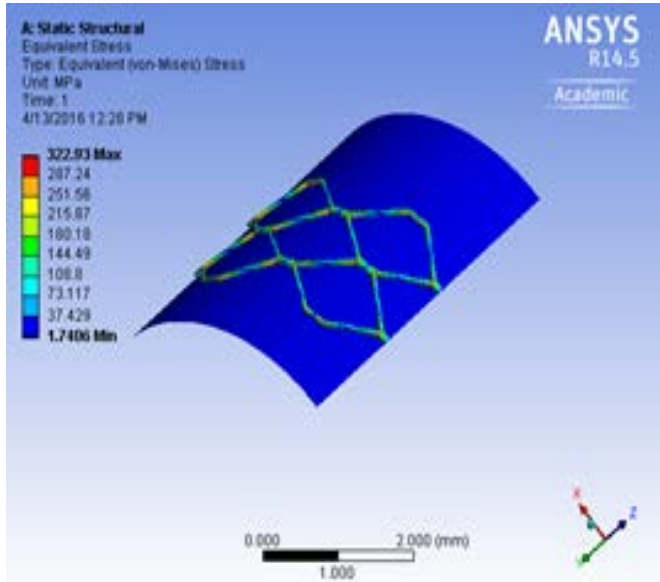 A: Static Structural
Equivalent Stress
Type: Equivalent (von-Mises) Stress
Unit: MPa
Time: 1
4/13/2016 12:28 PM
322.93 Max
287.24
251.56
215.87
180.18
144.49
108.8
73.117
37.429
1.7406 Min
ANSYS
R14.5
Academic
0.000
2.000 (mm)
1.000
X
Z
Y